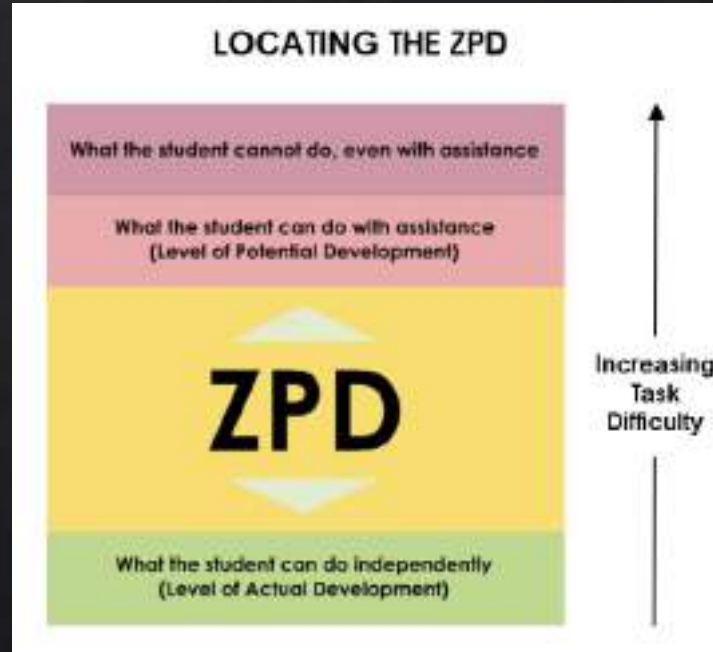 LOCATING THE ZPD
What the student cannot do, even with assistance
What the student can do with assistance
(Level of Potential Development)
ZPD
Increasing
Task
Difficulty
What the student can do independently
(Level of Actual Development)